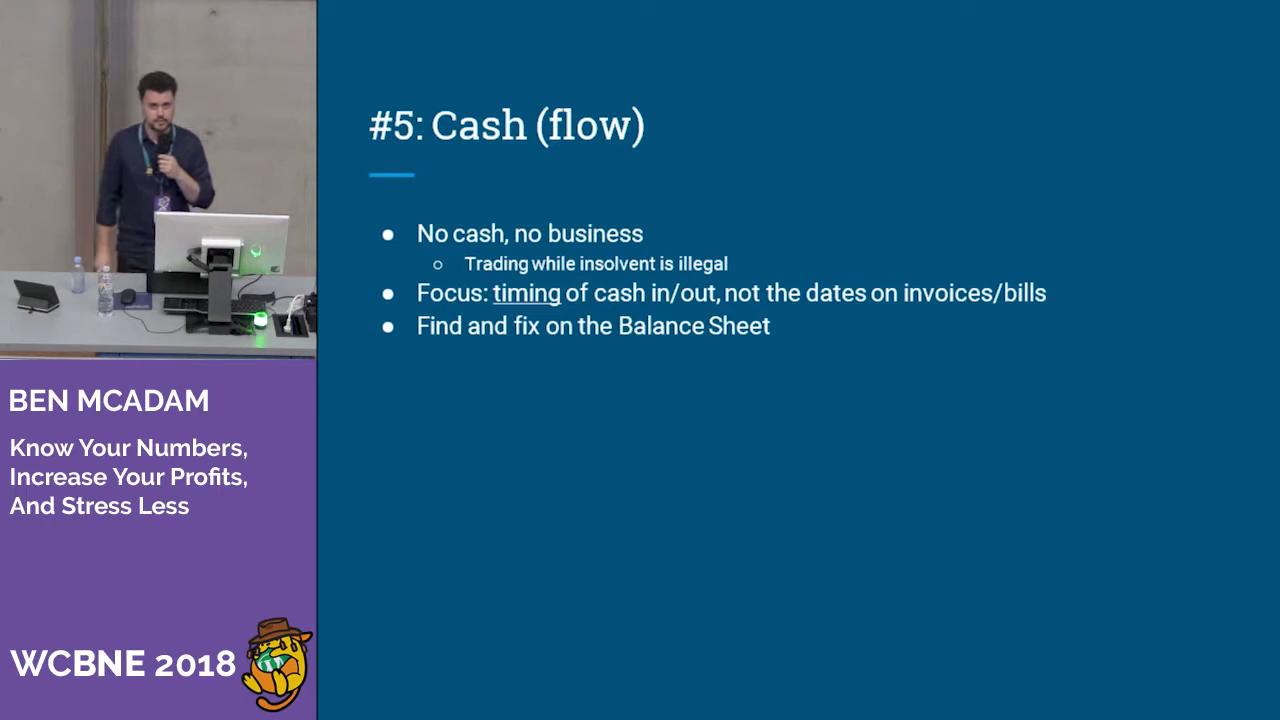 #5: Cash (flow)
No cash, no business
Trading while insolvent is illegal
Focus: timing of cash in/out, not the dates on invoices/bills
Find and fix on the Balance Sheet
BEN MCADAM
Know Your Numbers,
Increase Your Profits,
And Stress Less
WCBNE 2018